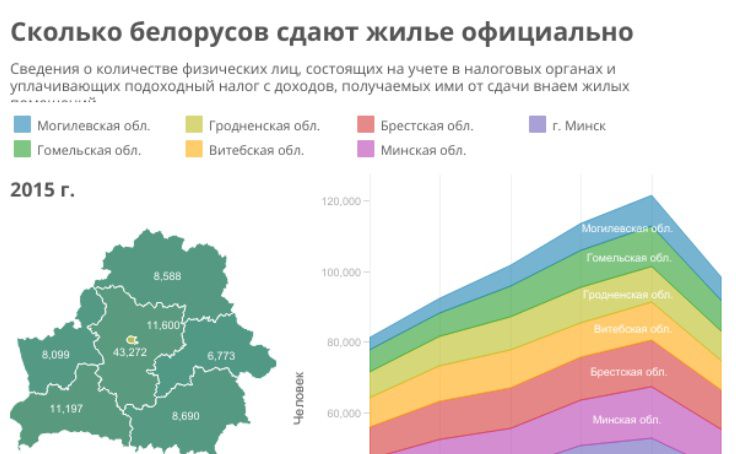 Сколько белорусов сдают жилье официально
Сведения о количестве физических лиц, состоящих на учете в налоговых органах и
уплачивающих подоходный налог с доходов, получаемых ими от сдачи внаем жилых
помещений
Могилевская обл.
Гродненская обл.
Брестская обл.
г. Минск
Гомельская обл.
Витебская обл.
Минская обл.
2015 г.
8,588
11,600
43,272
8,099
6,773
11,197
8,690
Человек
120,000
100,000
80,000
60,000
Могилевская обл.
Гомельская обл.
Гродненская обл.
Витебская обл.
Брестская обл.
Минская обл.